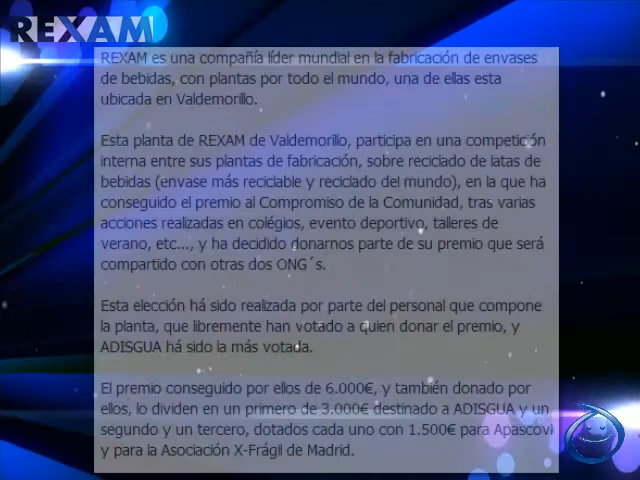 REXAM
REXAM es una compañía líder mundial en la fabricación de envases
de bebidas, con plantas por todo el mundo, una de ellas esta
ubicada en Valdemorillo.
Esta planta de REXAM de Valdemorillo, participa en una competición
interna entre sus plantas de fabricación, sobre reciclado de latas de
bebidas (envase más reciclable y reciclado del mundo), en la que ha
conseguido el premio al Compromiso de la Comunidad, tras varias
acciones realizadas en colégios, evento deportivo, talleres de
verano, etc..., y ha decidido donarnos parte de su premio que será
compartido con otras dos ONG´s.
Esta elección há sido realizada por parte del personal que compone
la planta, que libremente han votado a quien donar el premio, y
ADISGUA há sido la más votada.
El premio conseguido por ellos de 6.000€, y también donado por
ellos, lo dividen en un primero de 3.000€ destinado a ADISGUA y un
segundo y un tercero, dotados cada uno con 1.500€ para Apascovi
y para la Asociación X-Frágil de Madrid.